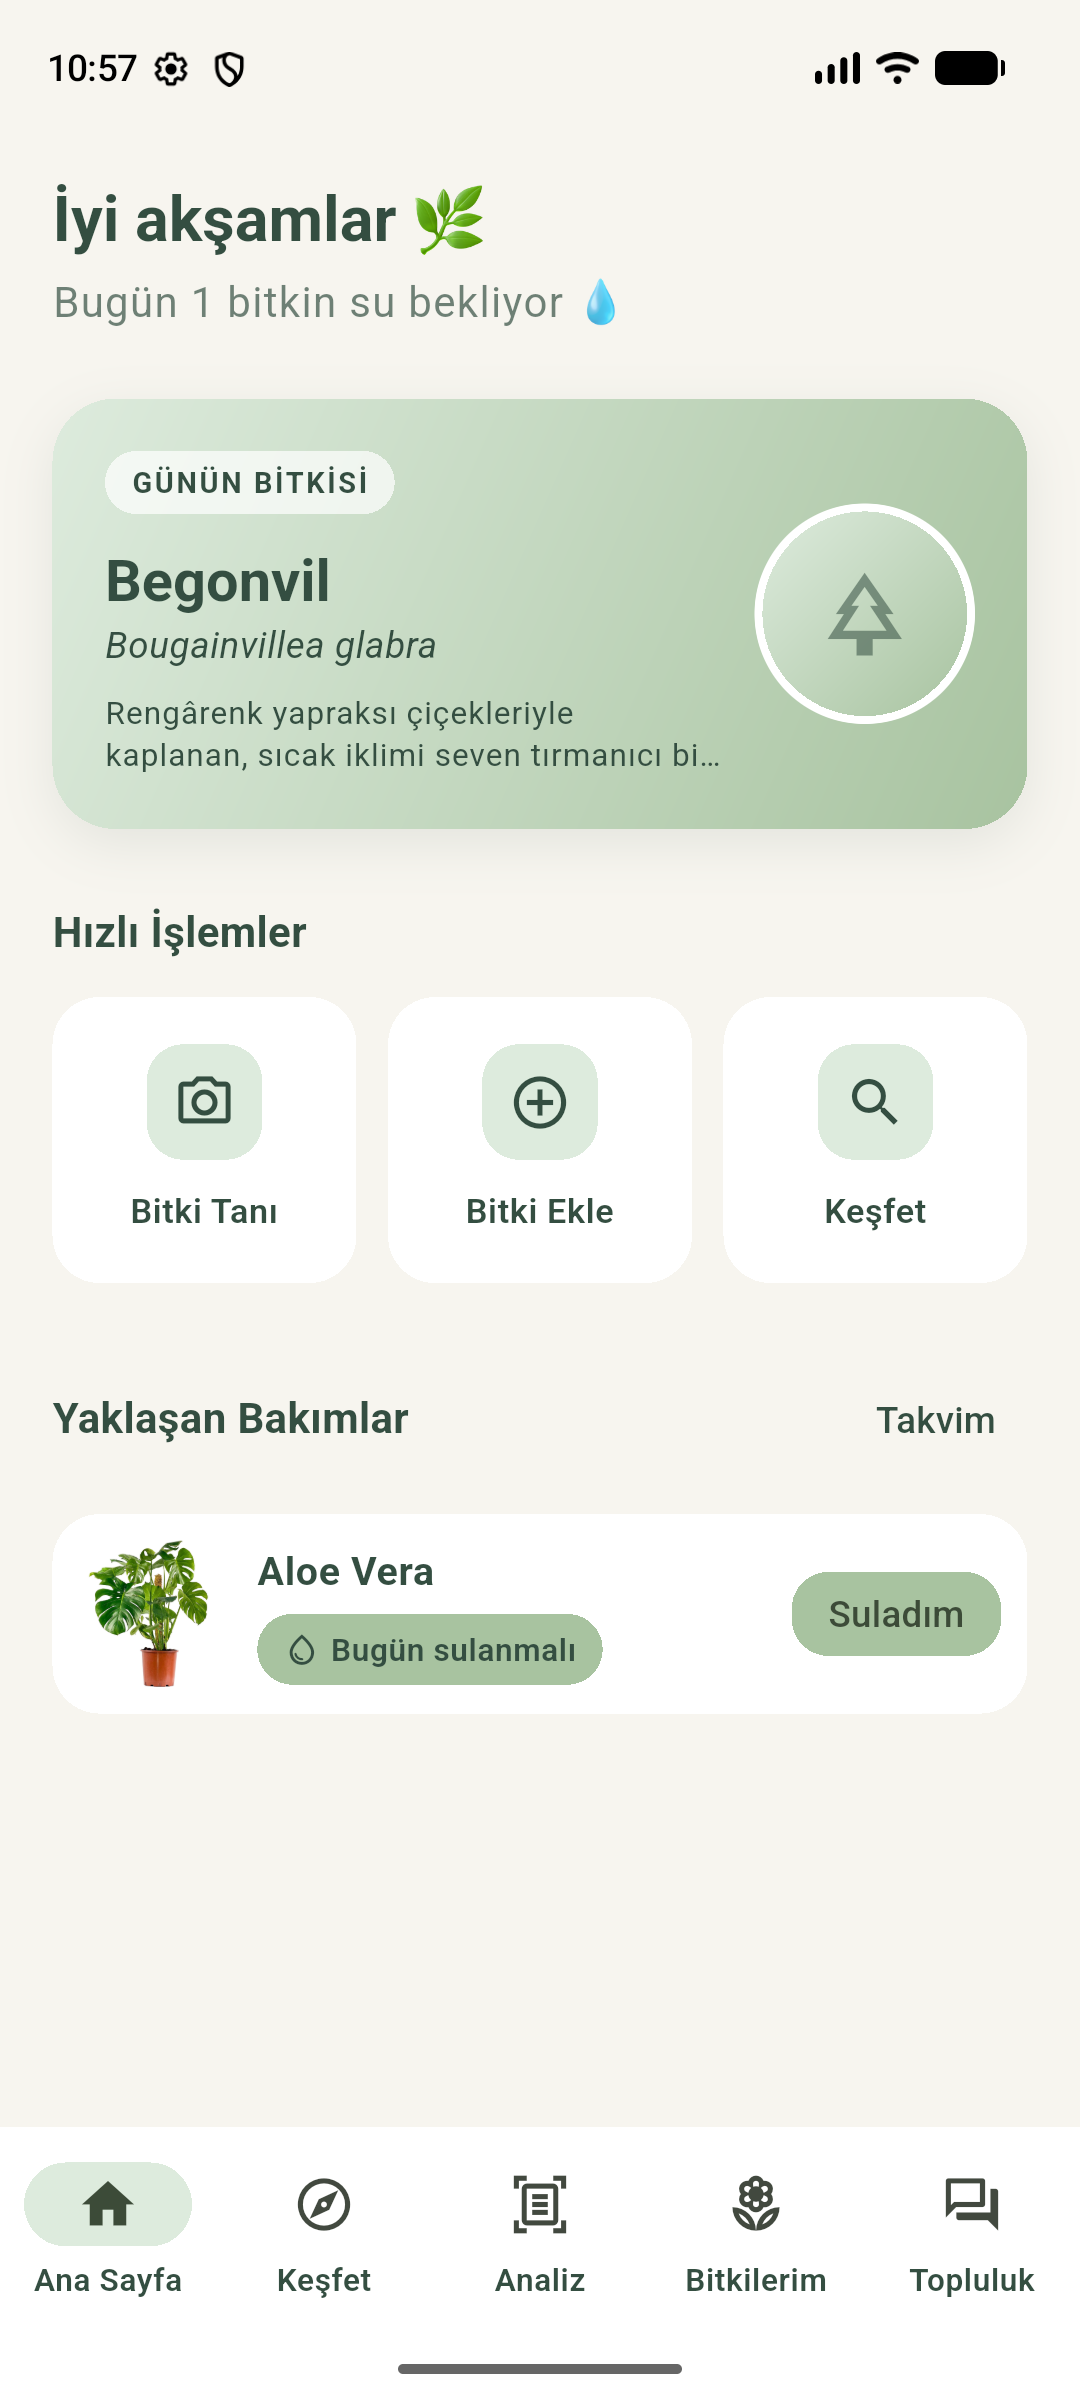 10:57
İyi akşamlar 🌿
Bugün 1 bitkin su bekliyor 💧
GÜNÜN BİTKİSİ
Begonvil
Bougainvillea glabra
Rengârenk yapraksı çiçekleriyle
kaplanan, sıcak iklimi seven tırmanıcı bi…
Hızlı İşlemler
Bitki Tanı
Bitki Ekle
Keşfet
Yaklaşan Bakımlar
Takvim
Aloe Vera
Bugün sulanmalı
Suladım
Ana Sayfa
Keşfet
Analiz
Bitkilerim
Topluluk